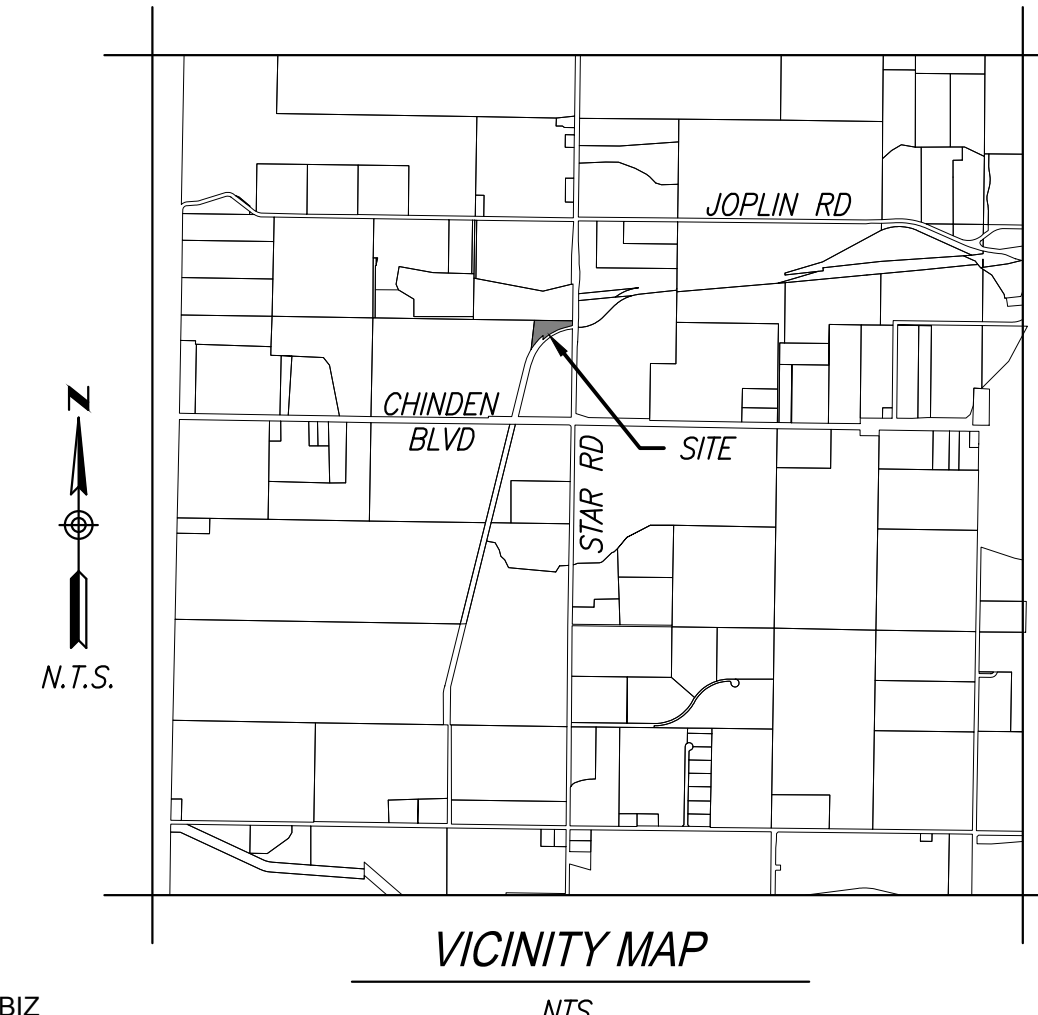 JOPLIN RD
CHINDEN
BLVD
SITE
STAR RD
N
N.T.S.
VICINITY MAP
NTS
BIZ